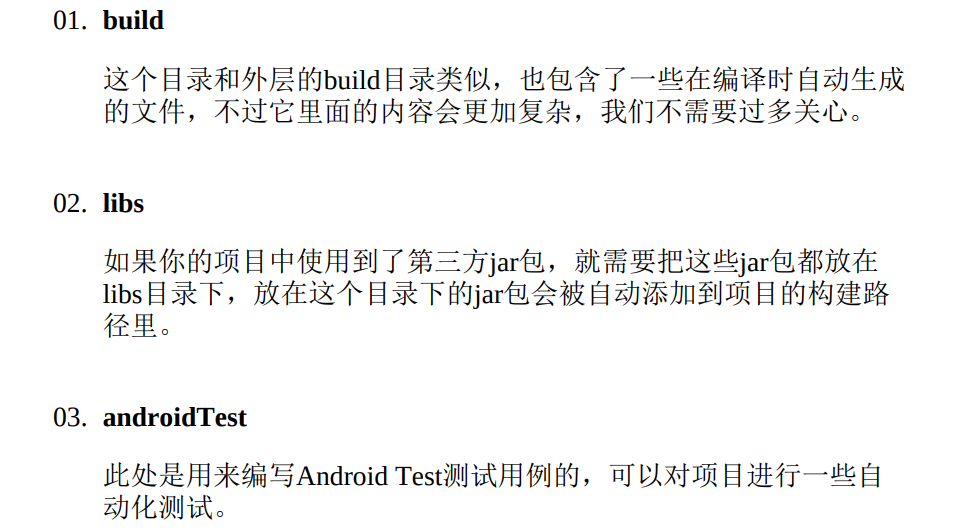 01. build
这个目录和外层的build目录类似，也包含了一些在编译时自动生成
的文件，不过它里面的内容会更加复杂，我们不需要过多关心。
02. libs
如果你的项目中使用到了第三方jar包，就需要把这些jar包都放在
libs目录下，放在这个目录下的jar包会被自动添加到项目的构建路
径里。
03. androidTest
此处是用来编写Android Test测试用例的，可以对项目进行一些自
动化测试。